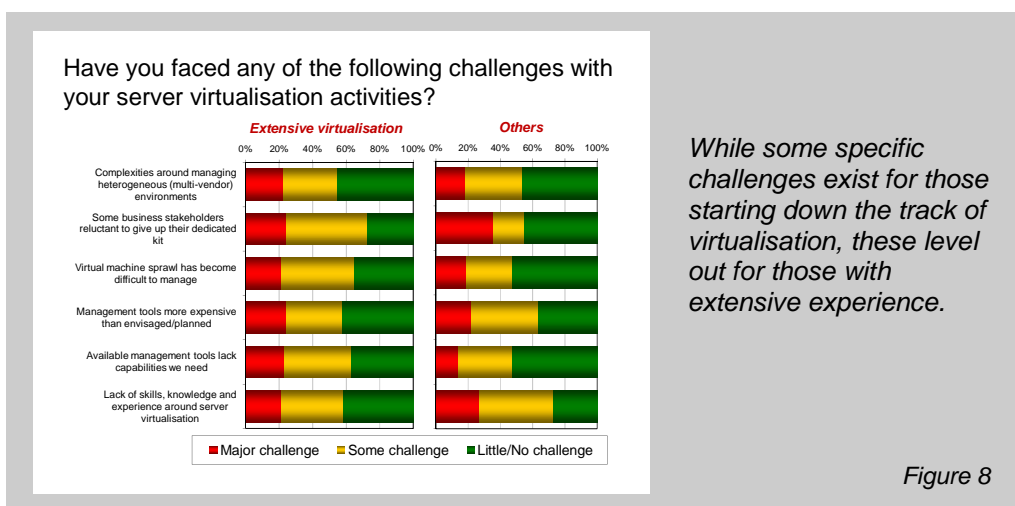 Have you faced any of the following challenges with
your server virtualisation activities?
Extensive virtualisation
Others
0% 20% 40% 60% 80% 100%
0% 20% 40% 60% 80% 100%
Complexities around managing
heterogeneous (multi-vendor)
environments
Some business stakeholders
reluctant to give up their dedicated
kit
Virtual machine sprawl has become
difficult to manage
Management tools more expensive
than envisaged/planned
Available management tools lack
capabilities we need
Lack of skills, knowledge and
experience around server
virtualisation
Major challenge Some challenge Little/No challenge
While some specific
challenges exist for those
starting down the track of
virtualisation, these level
out for those with
extensive experience.
Figure 8